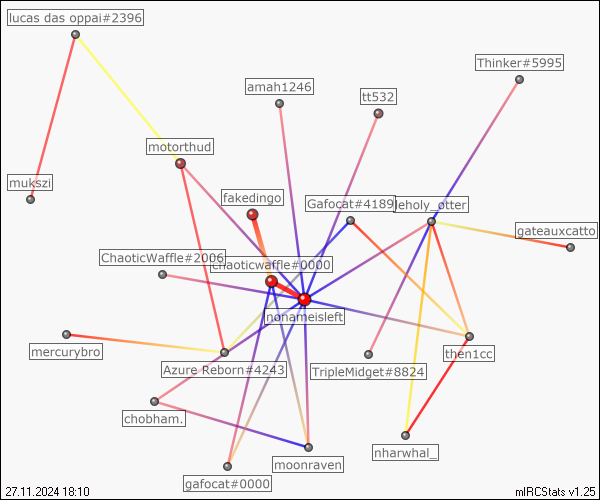 lucas das oppai#2396
Thinker#5995
amah1246
tt532
motorthud
mukszi
fakedingo
Gafocat#4189
leholy_otter
gateauxcatto
ChaoticWaffle#2006
chaoticwaffle#0000
nonameisleft
mercurybro
then1cc
Azure Reborn#4243
TripleMidget#8824
chobham.
nharwhal_
moonraven
gafocat#0000
27.11.2024 18:10
mIRCStats v1.25